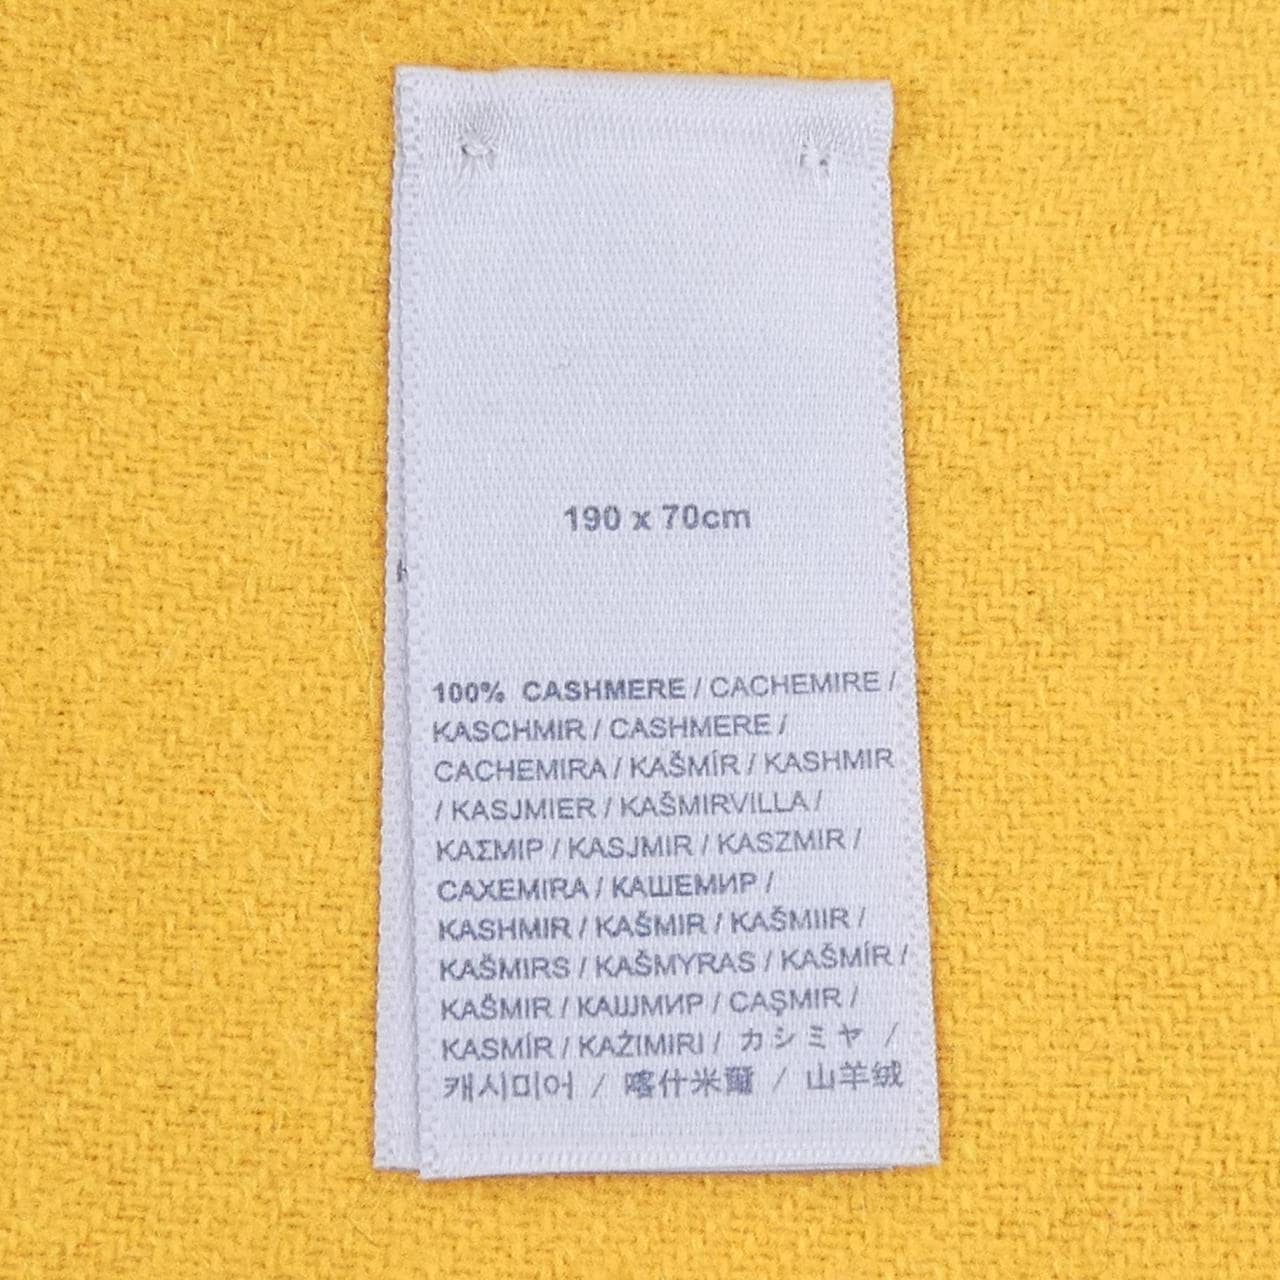 190 x 70cm
100% CASHMERE / CACHEMIRE /
KASCHMIR / CASHMERE /
CACHEMIRA / KAŠMÍR / KASHMIR
/ KASJMIER / KAŠMIRVILLA /
ΚΑΣΜΙΡ / KASJMIR / KASZMIR /
CAXEMIRA / КАШЕМИР /
KASHMIR / KAŠMIR / KAŠMIIR /
KAŠMIRS / KAŠMYRAS / KAŠMÍR /
KAŠMIR / КАШМИР / CAŞMIR /
KASMÍR / KAŻIMIRI / カシミヤ /
캐시미어 / 喀什米爾 / 山羊绒